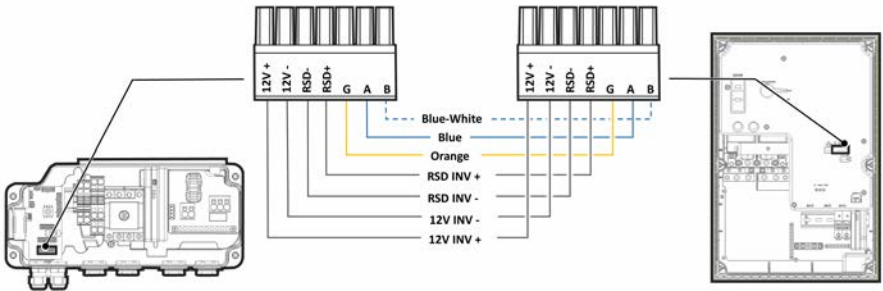 12V +
12V -
RSD-
RSD+
G
A
B
12V +
12V -
RSD-
RSD+
G
A
B
Blue-White
Blue
Orange
RSD INV +
RSD INV -
12V INV -
12V INV +